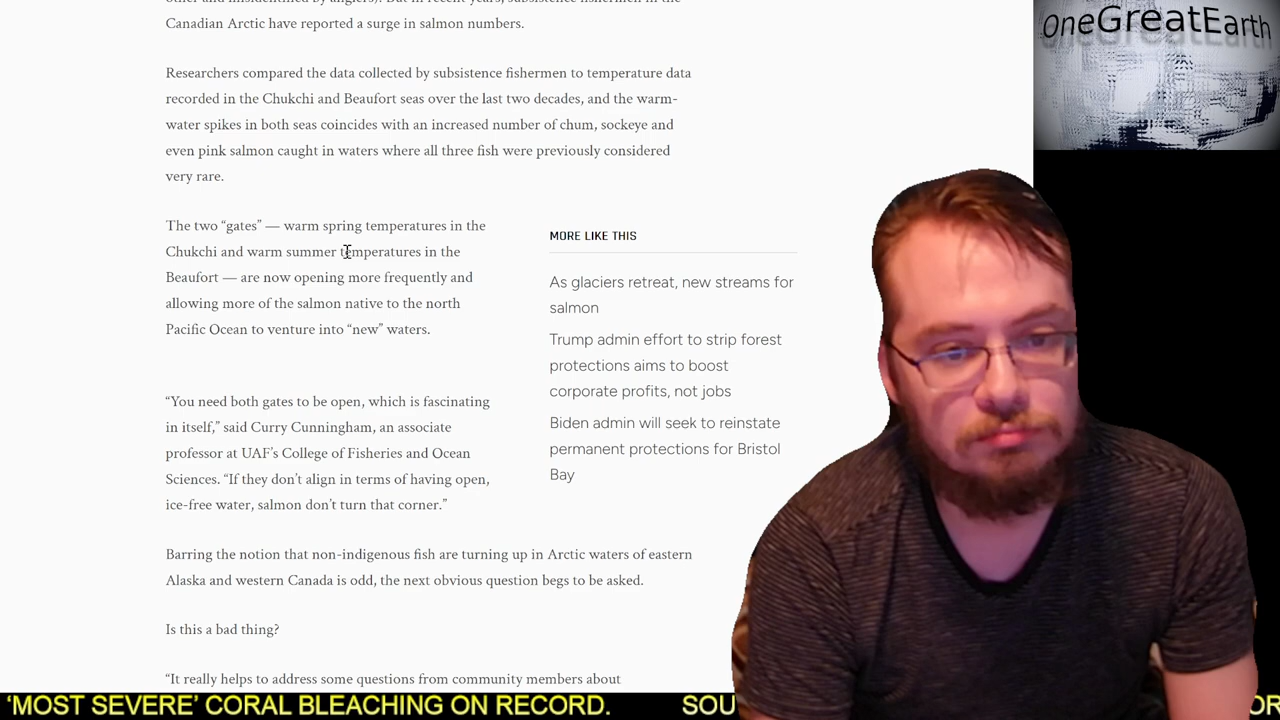 Canadian Arctic have reported a surge in salmon numbers.
Researchers compared the data collected by subsistence fishermen to temperature data
recorded in the Chukchi and Beaufort seas over the last two decades, and the warm-
water spikes in both seas coincides with an increased number of chum, sockeye and
even pink salmon caught in waters where all three fish were previously considered
very rare.
The two “gates” — warm spring temperatures in the
Chukchi and warm summer temperatures in the
Beaufort — are now opening more frequently and
allowing more of the salmon native to the north
Pacific Ocean to venture into “new” waters.
“You need both gates to be open, which is fascinating
in itself,” said Curry Cunningham, an associate
professor at UAF’s College of Fisheries and Ocean
Sciences. “If they don’t align in terms of having open,
ice-free water, salmon don’t turn that corner.”
Barring the notion that non-indigenous fish are turning up in Arctic waters of eastern
Alaska and western Canada is odd, the next obvious question begs to be asked.
Is this a bad thing?
“It really helps to address some questions from community members about
MORE LIKE THIS
As glaciers retreat, new streams for
salmon
Trump admin effort to strip forest
protections aims to boost
corporate profits, not jobs
Biden admin will seek to reinstate
permanent protections for Bristol
Bay
OneGreatEarth
‘MOST SEVERE’ CORAL BLEACHING ON RECORD. SOU